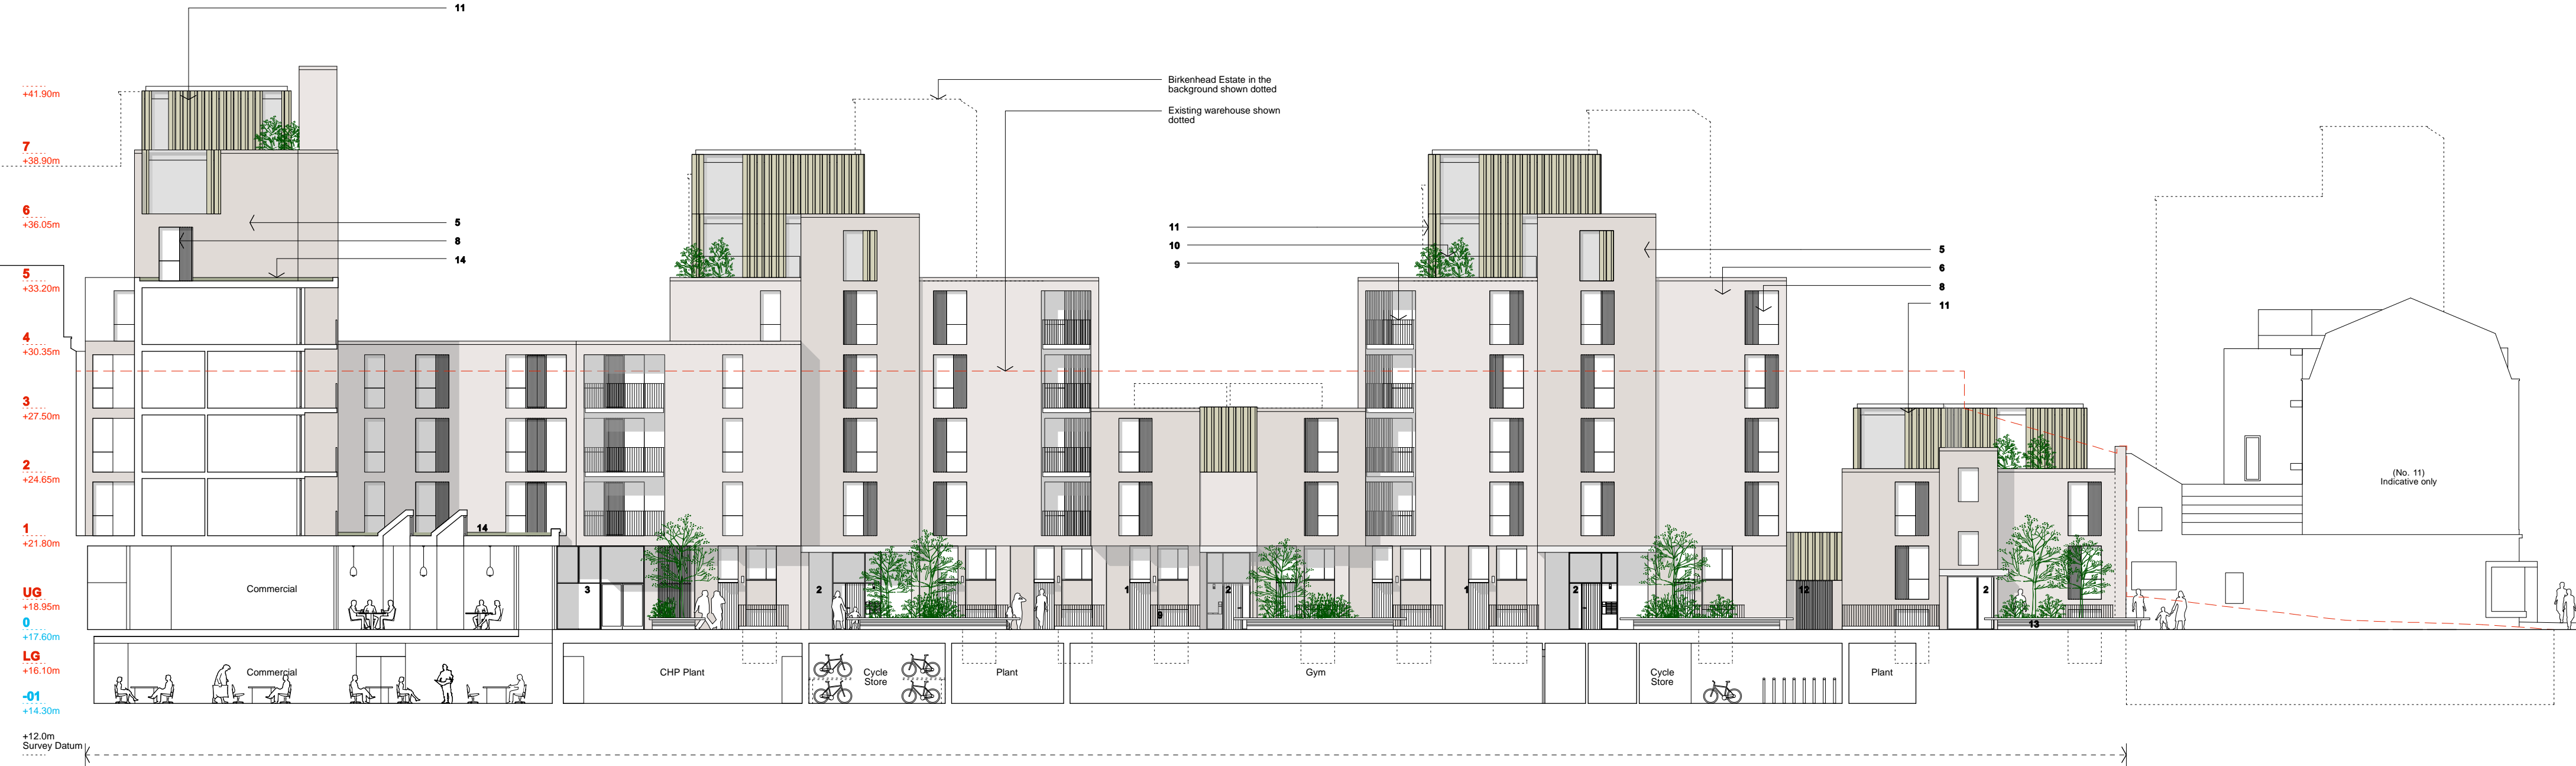 11
Birkenhead Estate in the
background shown dotted
Existing warehouse shown
dotted
+41.90m
7
+38.90m
6
+36.05m
5
+33.20m
4
+30.35m
3
+27.50m
2
+24.65m
1
+21.80m
UG
+18.95m
0
+17.60m
LG
+16.10m
-01
+14.30m
+12.0m
Survey Datum
5
8
14
11
10
9
5
6
8
11
(No. 11)
Indicative only
14
Commercial
3
2
1
9
2
1
2
12
2
13
Commercial
CHP Plant
Cycle
Store
Plant
Gym
Cycle
Store
Plant